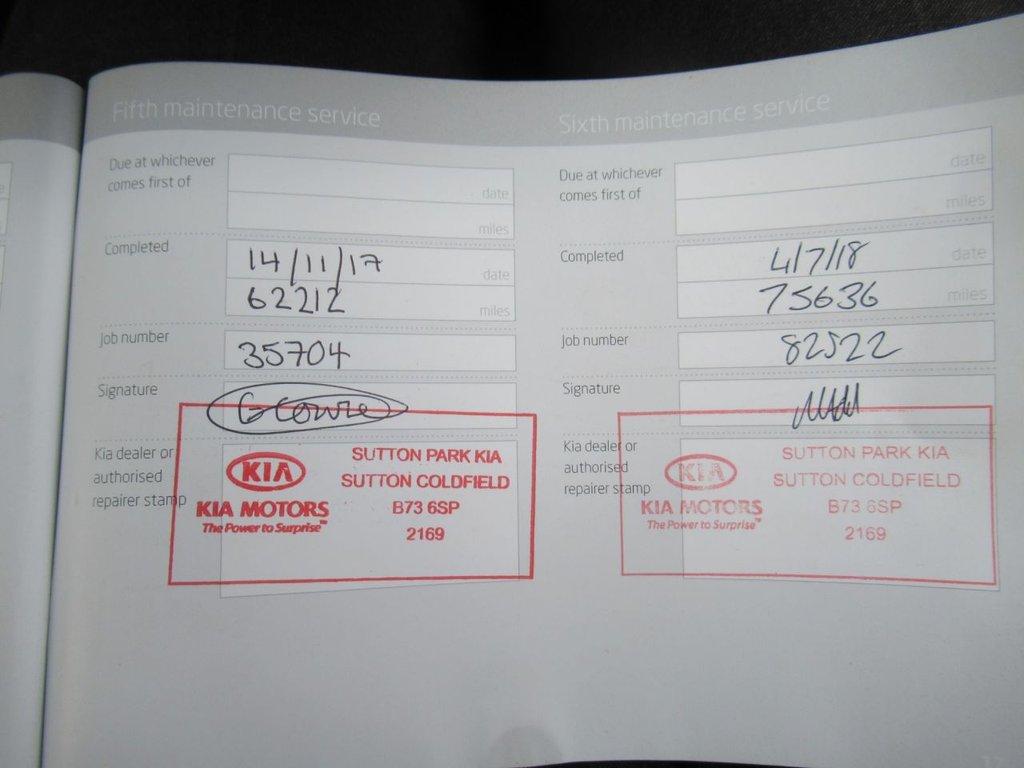 Fifth maintenance service
Due at whichever
comes first of
date
miles
Completed
14/11/17
date
62212
miles
Job number
35704
Signature
Kia dealer or
authorised
repairer stamp
KIA
KIA MOTORS
The Power to Surprise™
SUTTON PARK KIA
SUTTON COLDFIELD
B73 6SP
2169
Sixth maintenance service
Due at whichever
comes first of
date
miles
Completed
4/7/18
date
75636
miles
Job number
82522
Signature
Kia dealer or
authorised
repairer stamp
KIA
KIA MOTORS
The Power to Surprise™
SUTTON PARK KIA
SUTTON COLDFIELD
B73 6SP
2169